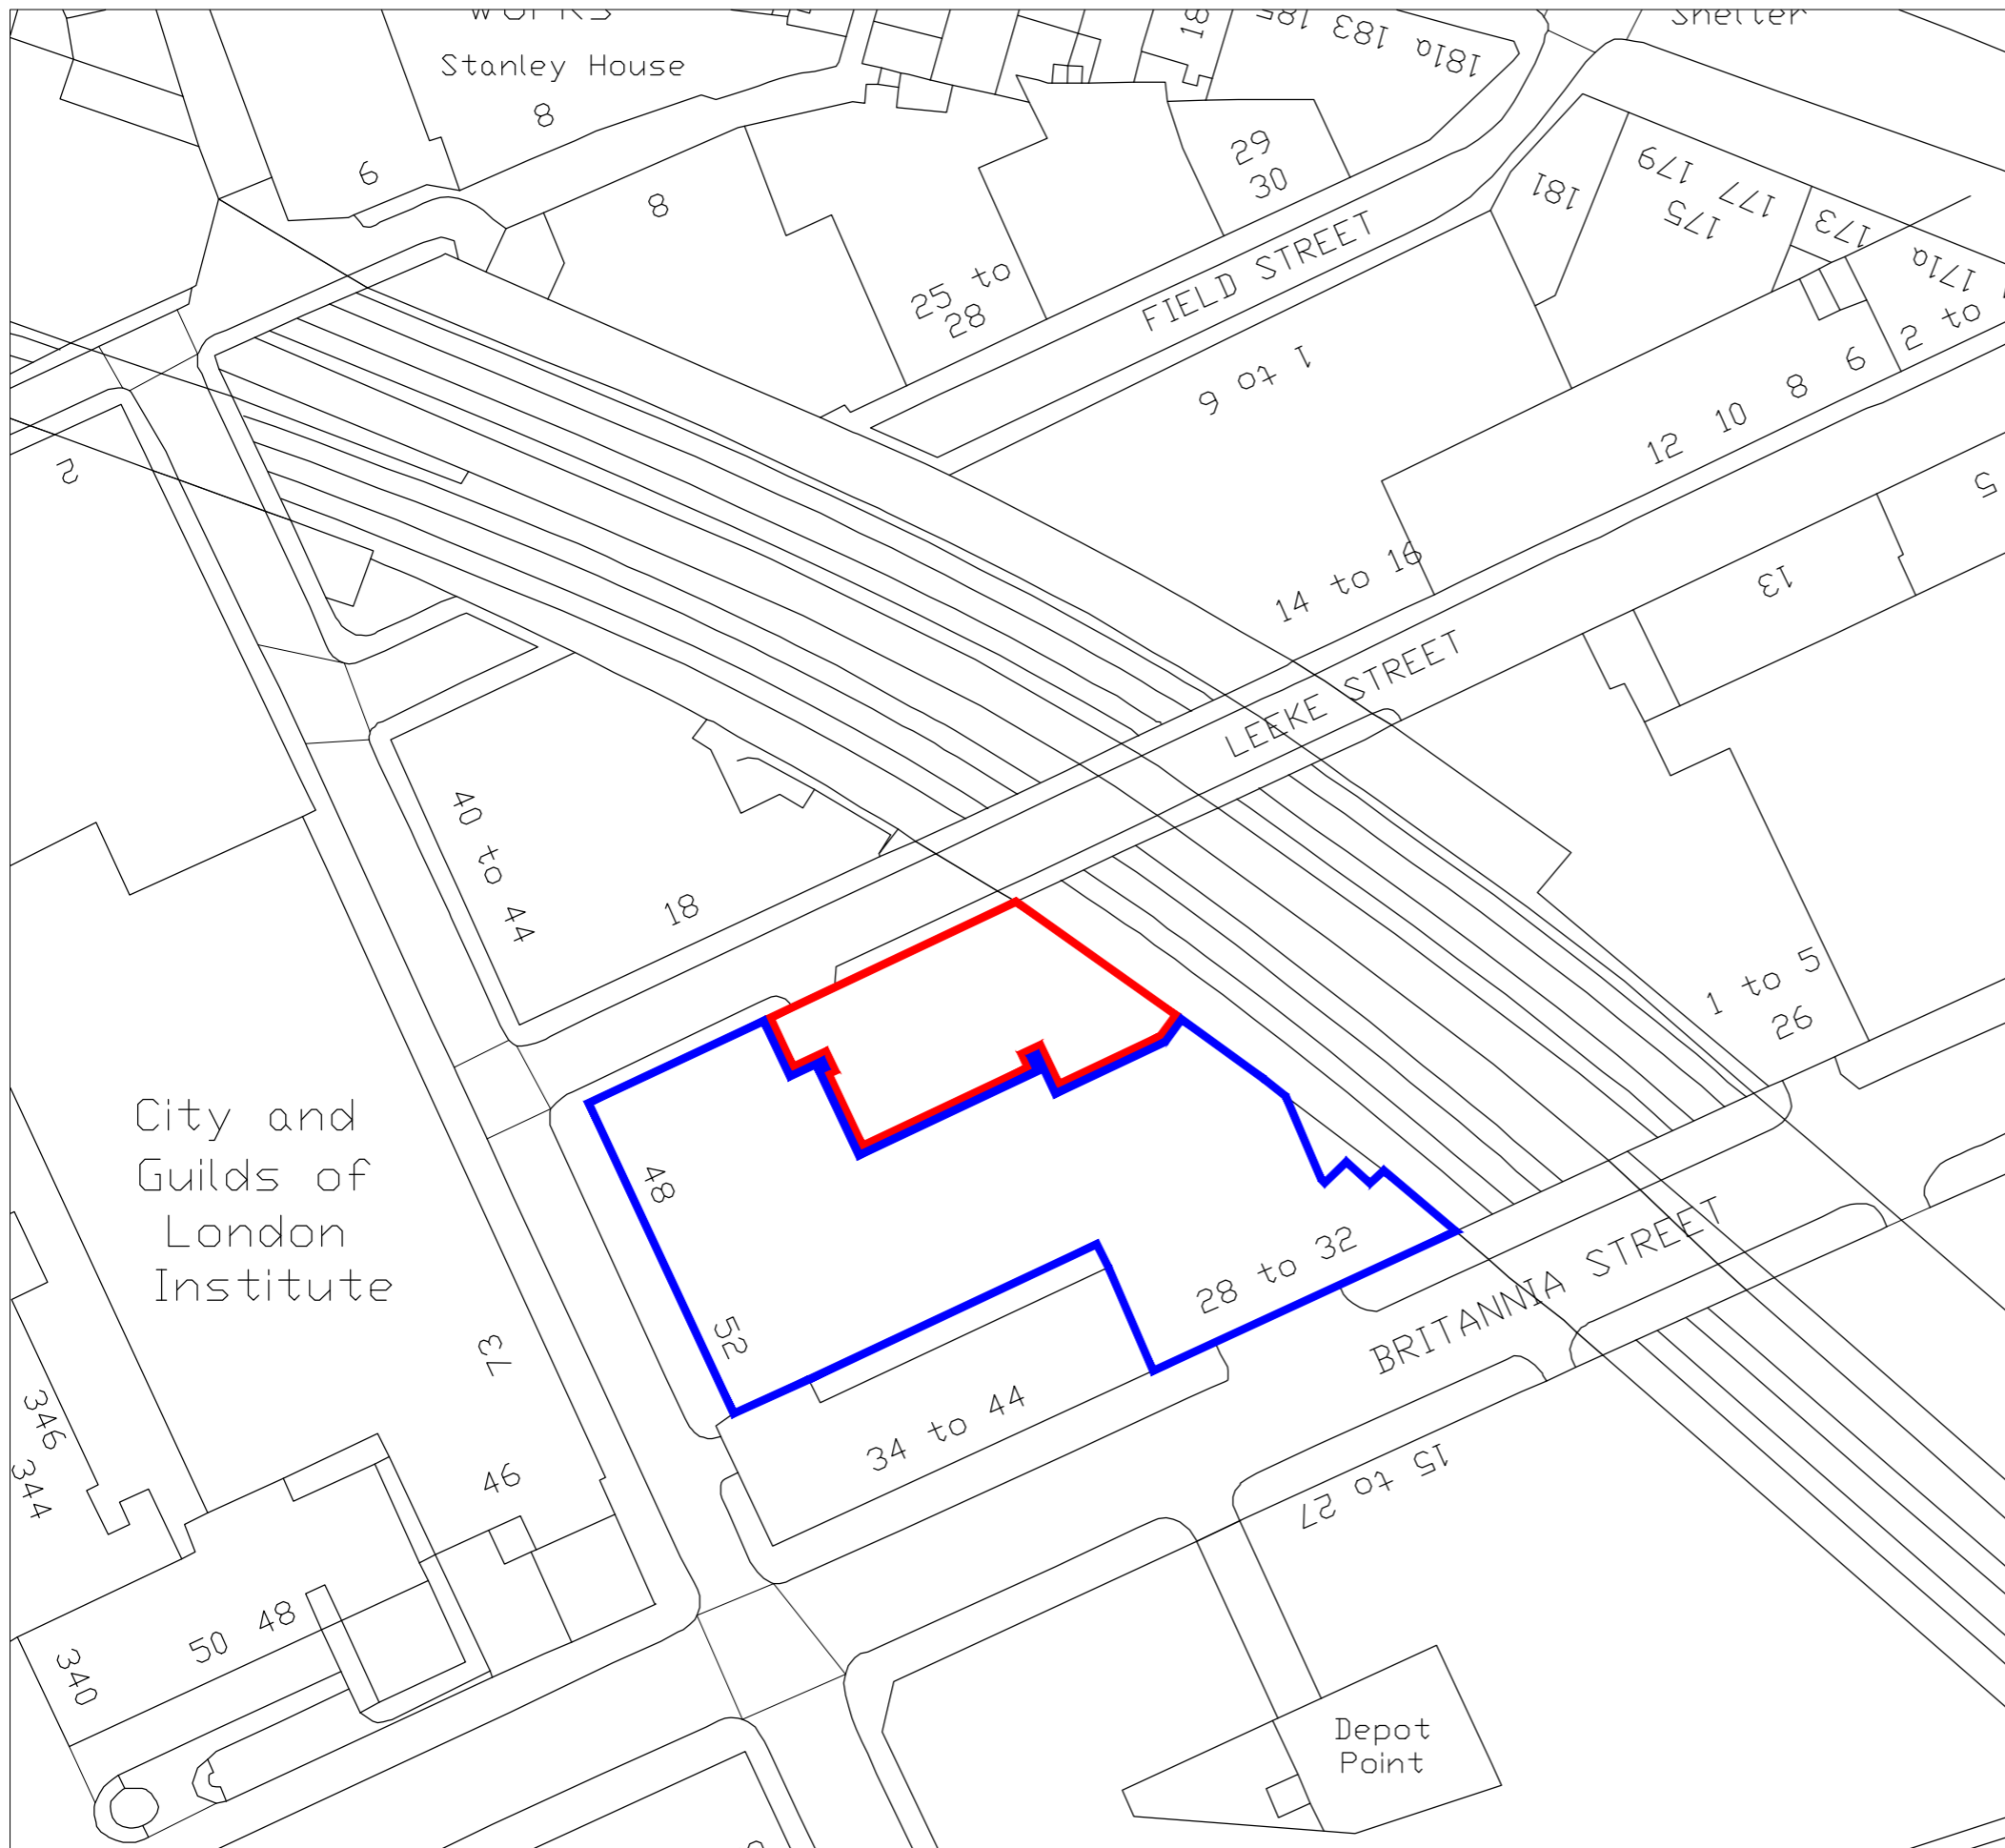 Stanley House
8
6
8
18
185
183
181a
29
30
181
179
177
175
173
171a
25 to
28
FIELD STREET
2 to
1 to 6
12 10 8 6
2
5
14 to 16
13
LEEKE STREET
40 to 44
18
1 to 5
26
City and
Guilds of
London
Institute
48
52
28 to 32
BRITANNIA STREET
73
346
344
34 to 44
46
15 to 27
48
50
340
Depot
Point